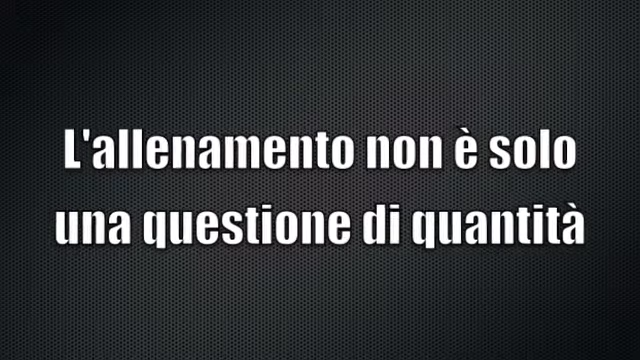 L'allenamento non è solo
una questione di quantità